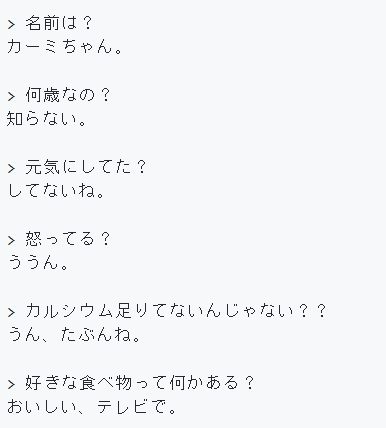 > 名前は？
カーミちゃん。
> 何歳なの？
知らない。
> 元気にしてた？
してないね。
> 怒ってる？
ううん。
> カルシウム足りてないんじゃない？？
うん、たぶんね。
> 好きな食べ物って何かある？
おいしい、テレビで。